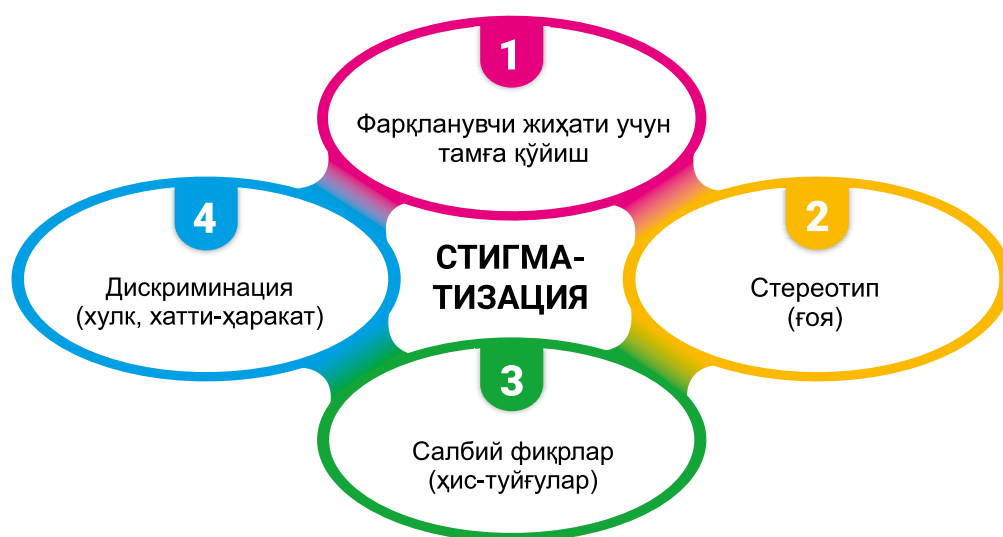 1
Фарқланувчи жиҳати учун
тамға қўйиш
2
Стереотип
(ғоя)
3
Салбий фиқрлар
(ҳис-туйғулар)
4
Дискриминация
(хулк, хатти-ҳаракат)
СТИГМА-
ТИЗАЦИЯ